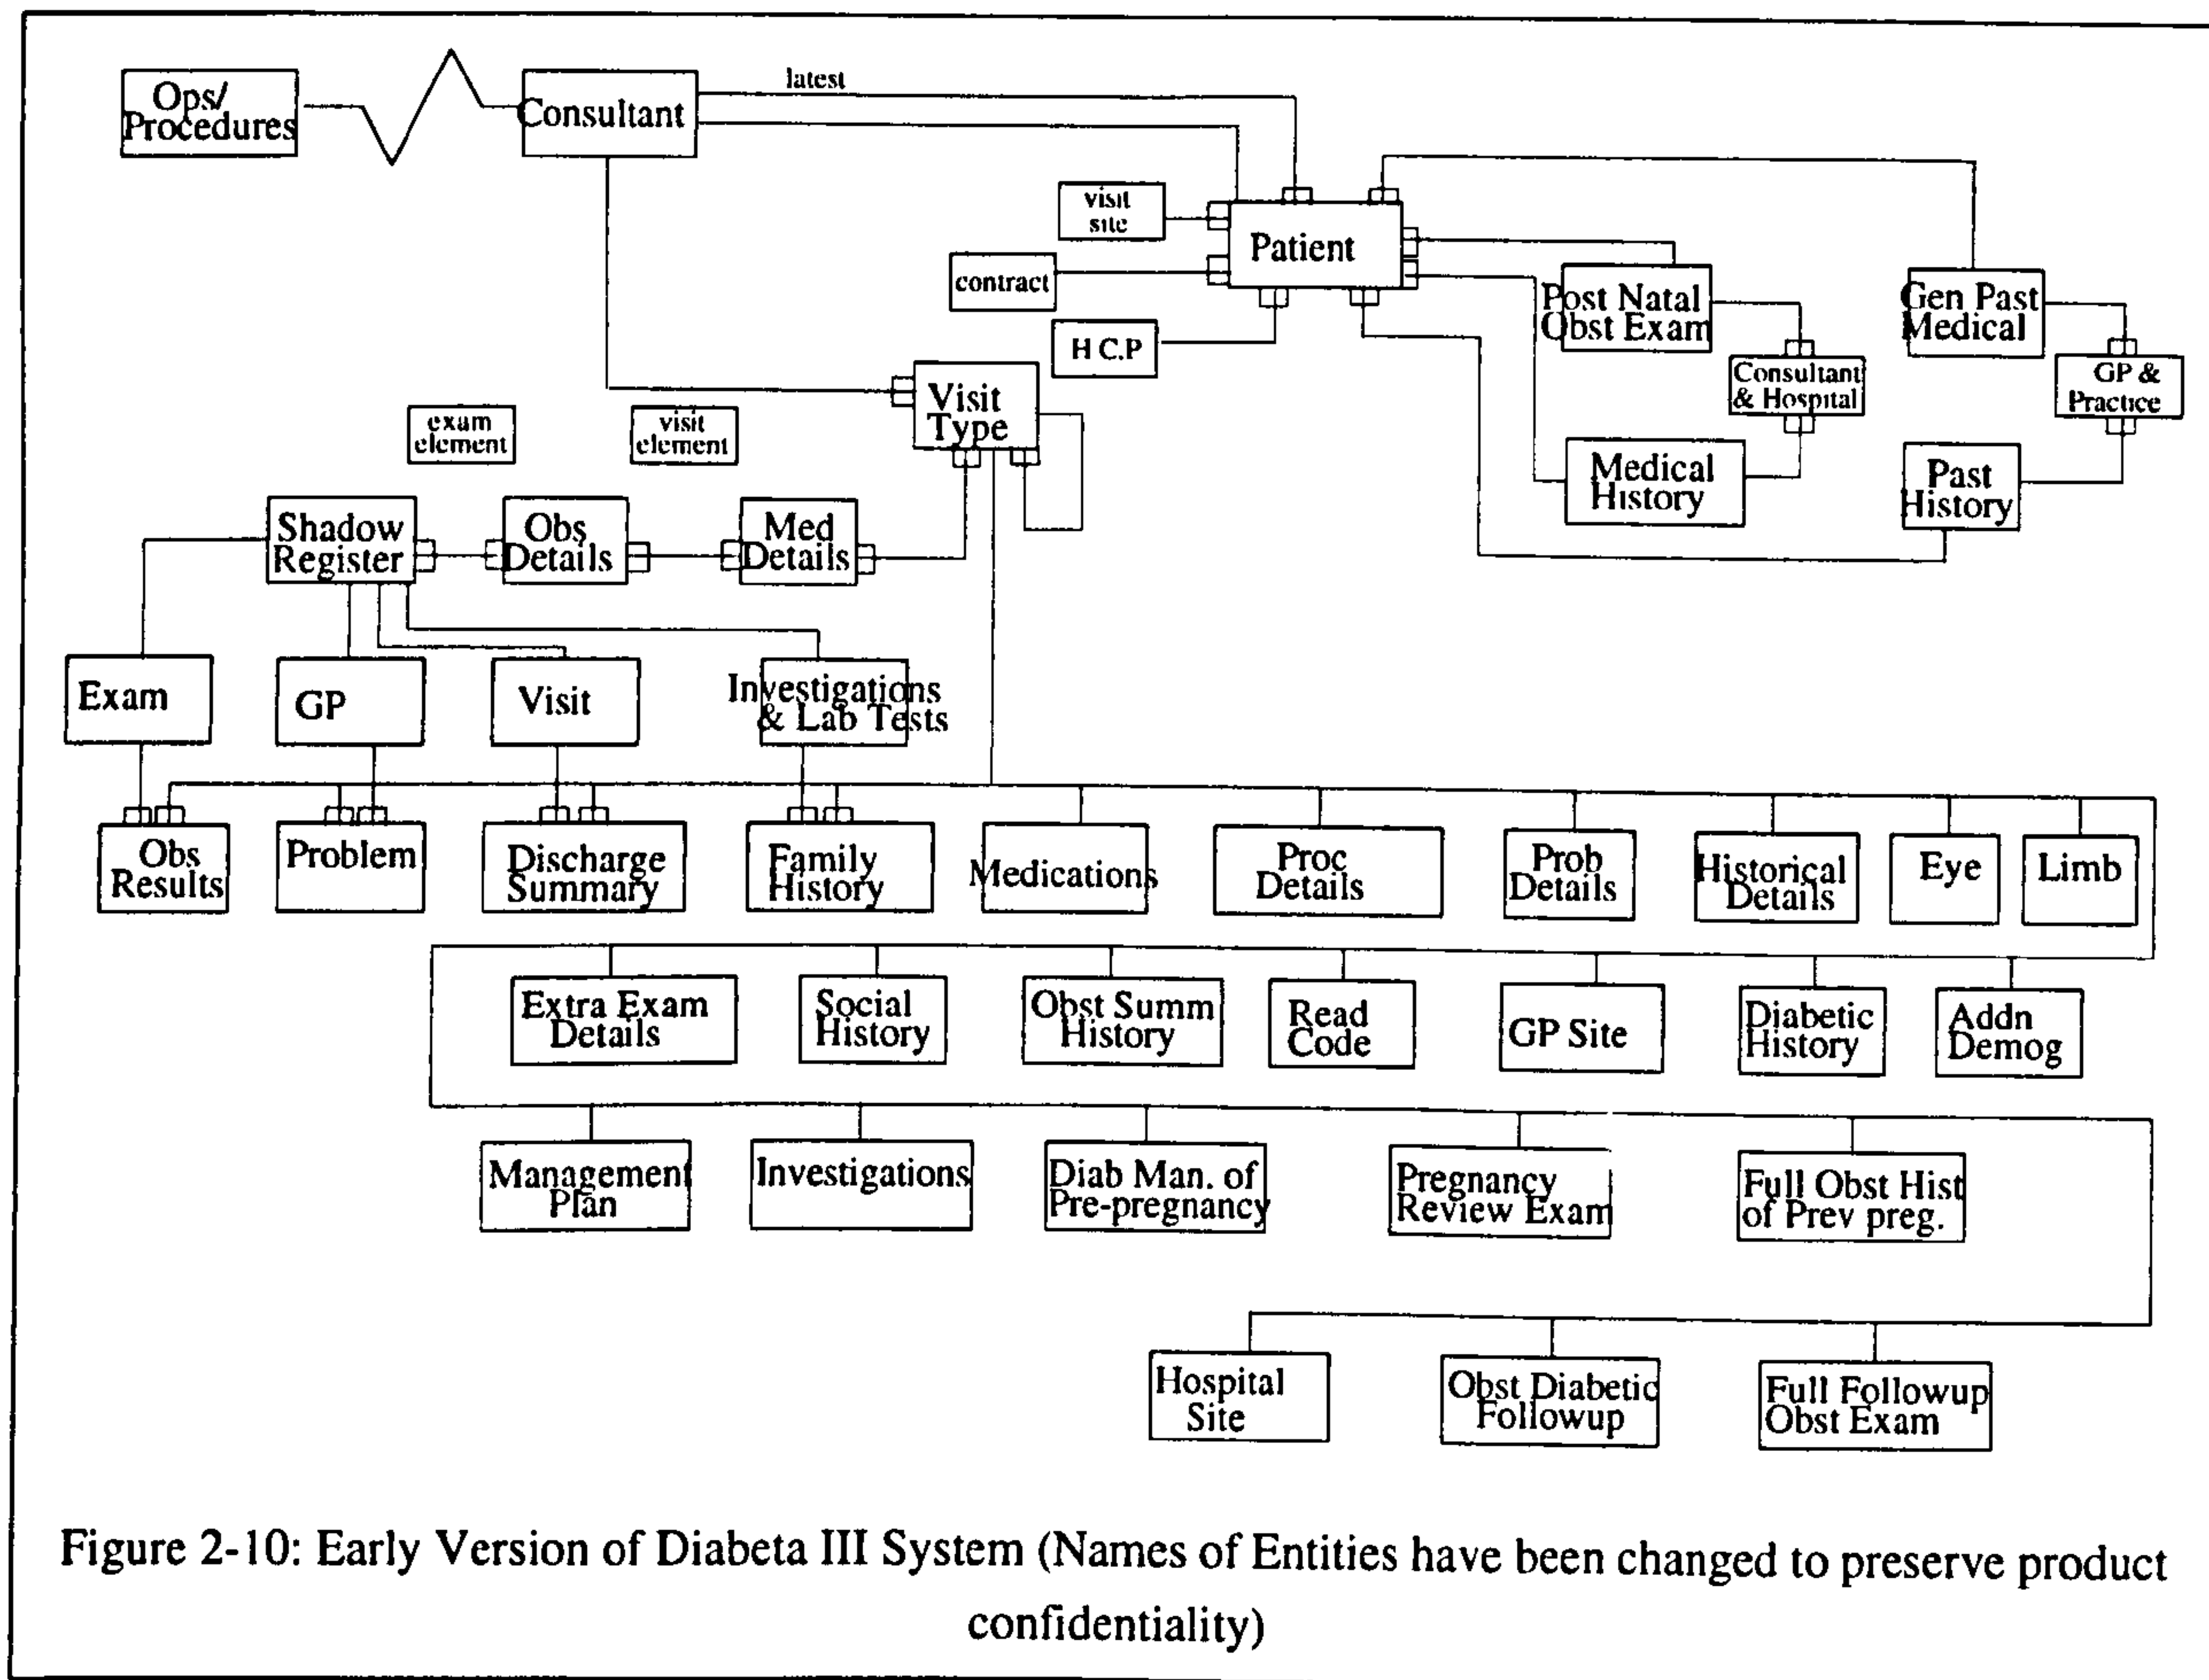 Ops/
Procedures
Consultant
latest
visit
site
Patient
contract
H C.P
Post Natal
Obst Exam
Gen Past
Medical
Consultant
& Hospital
GP &
Practice
Visit
Type
exam
element
visit
element
Medical
History
Past
History
Shadow
Register
Obs
Details
Med
Details
Exam
GP
Visit
Investigations
& Lab Tests
Obs
Results
Problem
Discharge
Summary
Family
History
Medications
Proc
Details
Prob
Details
Historical
Details
Eye
Limb
Extra Exam
Details
Social
History
Obst Summ
History
Read
Code
GP Site
Diabetic
History
Addn
Demog
Management
Plan
Investigations
Diab Man. of
Pre-pregnancy
Pregnancy
Review Exam
Full Obst Hist
of Prev preg.
Hospital
Site
Obst Diabetic
Followup
Full Followup
Obst Exam
Figure 2-10: Early Version of Diabeta III System (Names of Entities have been changed to preserve product
confidentiality)